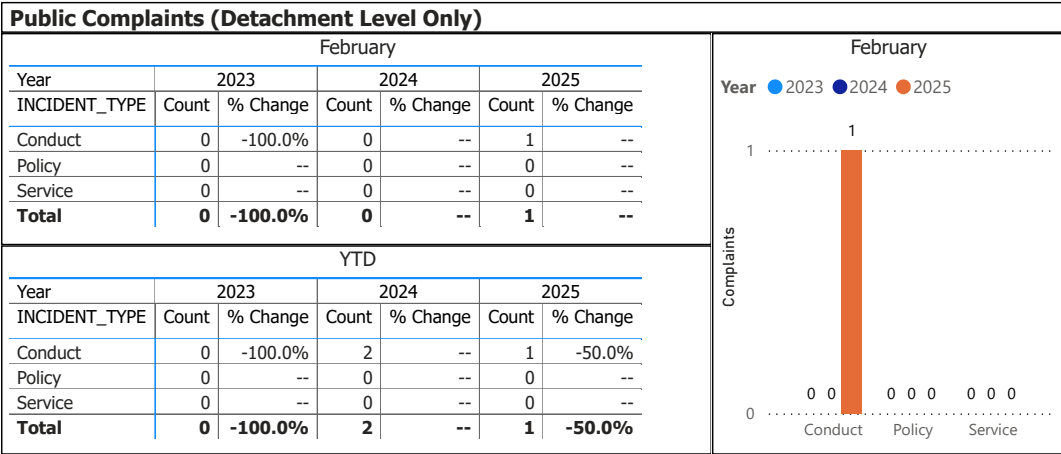 Public Complaints (Detachment Level Only)
February
Year 2023 2024 2025
INCIDENT_TYPE Count % Change Count % Change Count % Change
Conduct 0 -100.0% 0 -- 1 --
Policy 0 -- 0 -- 0 --
Service 0 -- 0 -- 0 --
Total 0 -100.0% 0 -- 1 --
YTD
Year 2023 2024 2025
INCIDENT_TYPE Count % Change Count % Change Count % Change
Conduct 0 -100.0% 2 -- 1 -50.0%
Policy 0 -- 0 -- 0 --
Service 0 -- 0 -- 0 --
Total 0 -100.0% 2 -- 1 -50.0%
February
Year 2023 2024 2025
1
1
Complaints
0 0 0 0 0 0 0 0
0
Conduct Policy Service